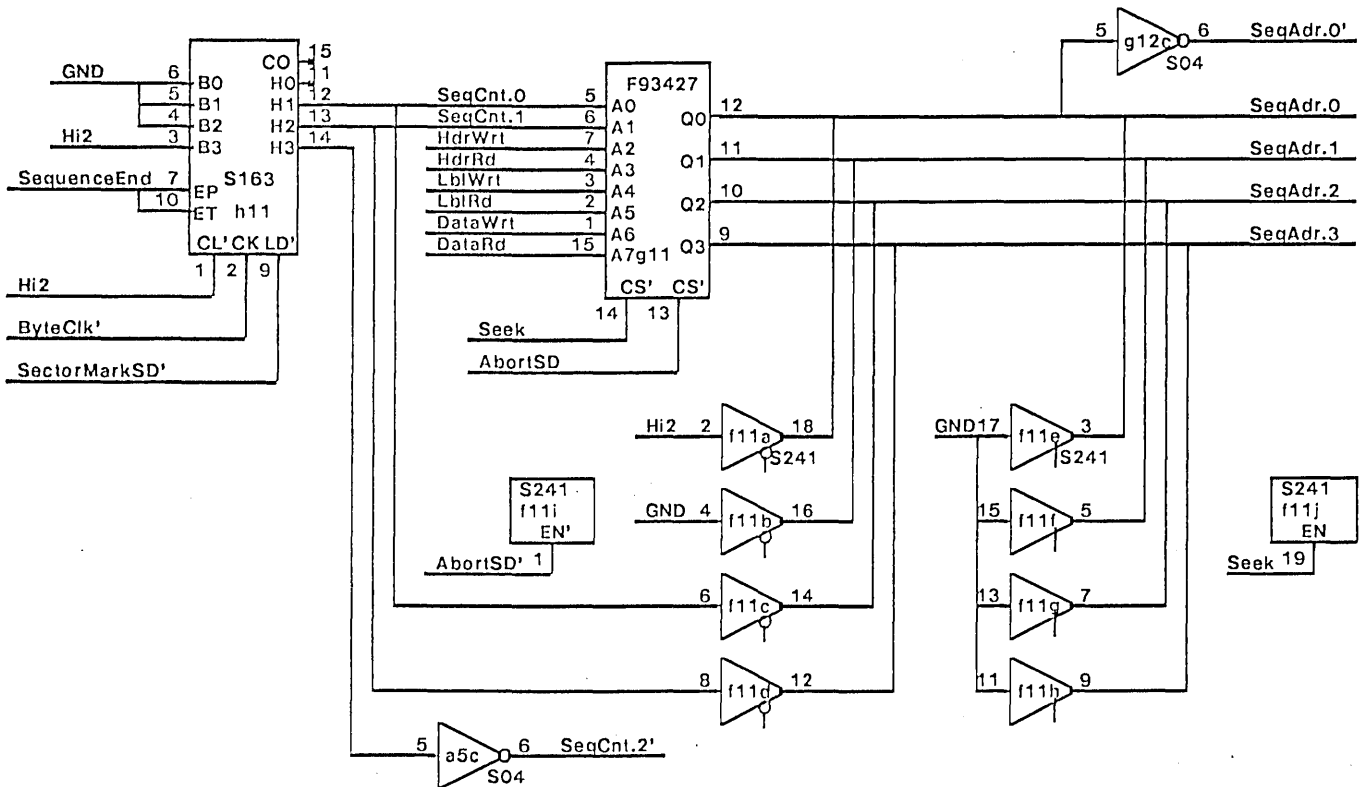 5 g12c 6 SeqAdr.0'
S04
15
CO
GND 6 B0 H0 11
5 B1 H1 12
4 B2 H2 13
Hi2 3 B3 H3 14
SequenceEnd 7 EP S163
10 ET h11
CL' CK LD'
1 2 9
Hi2
ByteClk'
SectorMarkSD'
F93427
SeqCnt.0 5 A0 Q0 12 SeqAdr.0
SeqCnt.1 6 A1
HdrWrt 7 A2 Q1 11 SeqAdr.1
HdrRd 4 A3
LblWrt 3 A4 Q2 10 SeqAdr.2
LblRd 2 A5
DataWrt 1 A6 Q3 9 SeqAdr.3
DataRd 15 A7g11
CS' CS'
14 13
Seek
AbortSD
Hi2 2 f11a 18
S241
GND 17 f11e 3
S241
S241
f11i
EN'
AbortSD' 1
GND 4 f11b 16
15 f11f 5
S241
f11j
EN
Seek 19
6 f11c 14
13 f11g 7
8 f11d 12
11 f11h 9
5 a5c 6 SeqCnt.2'
S04